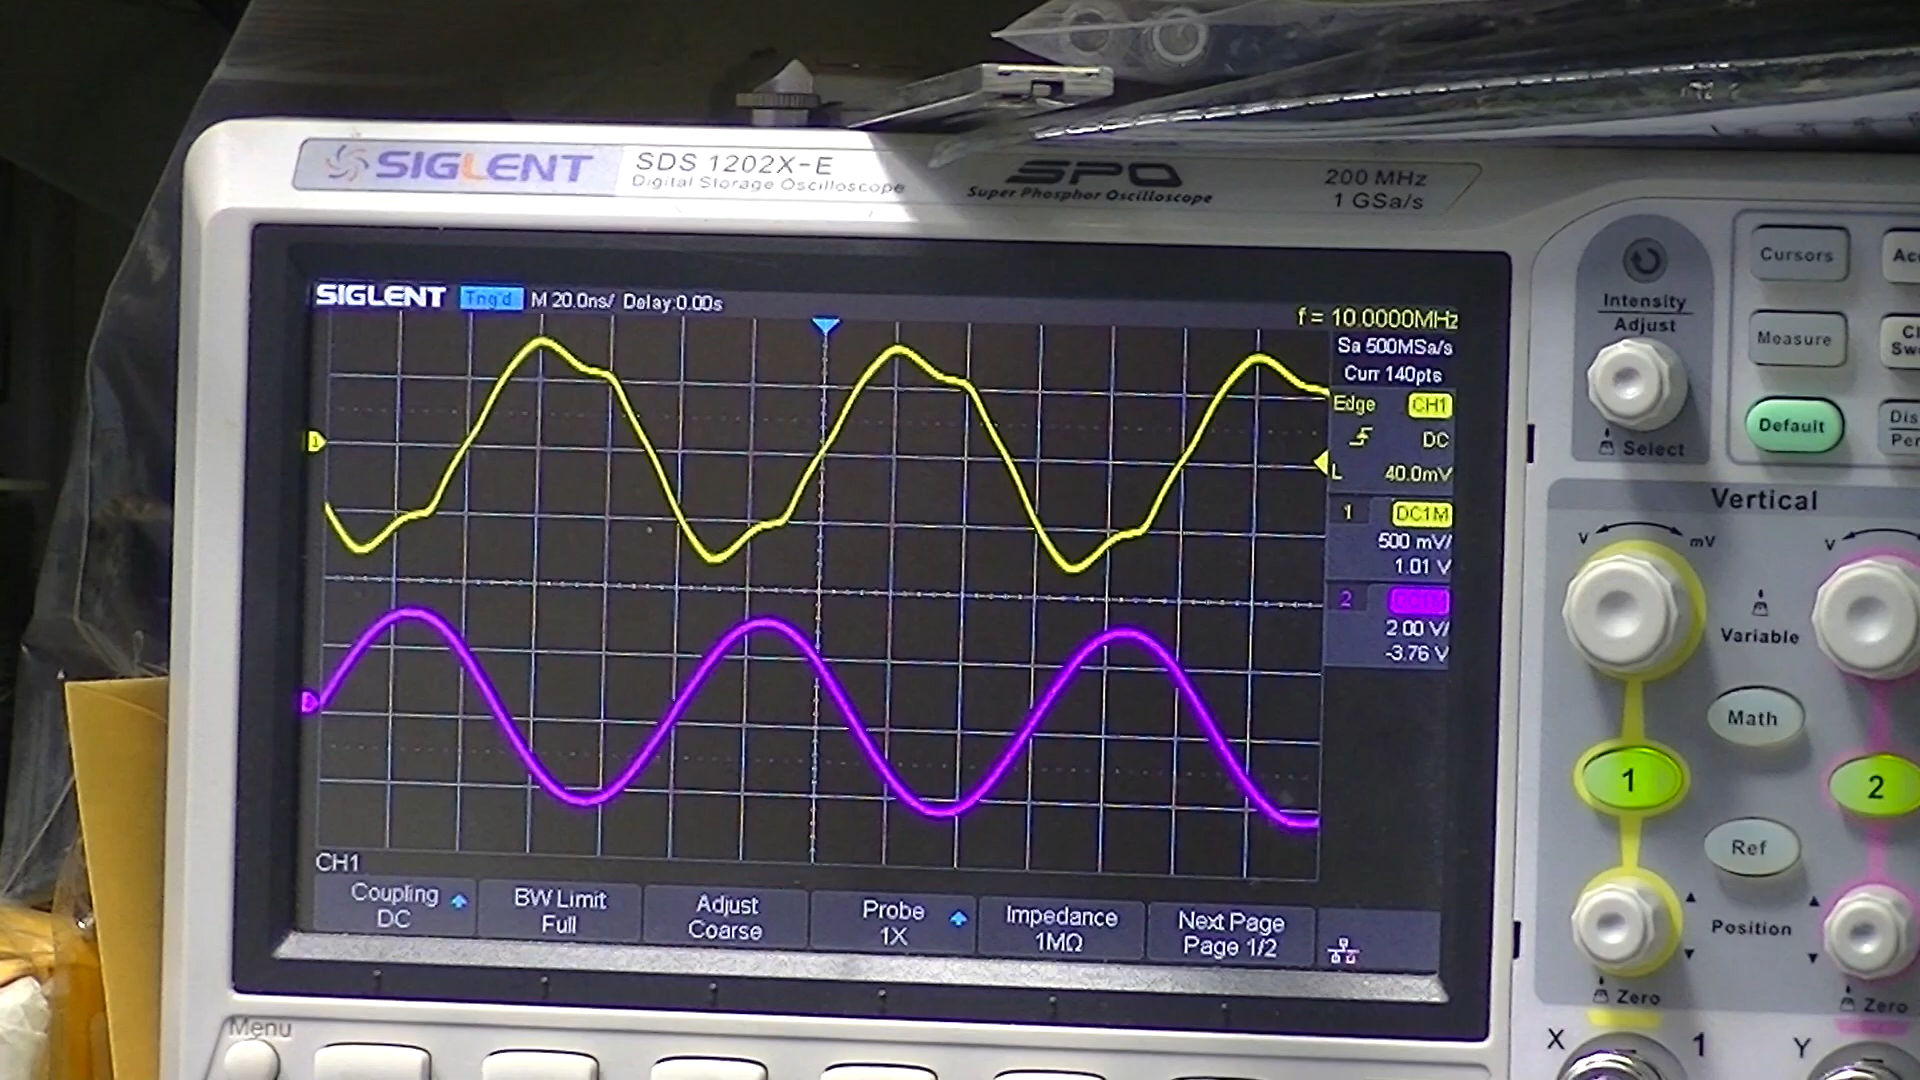 SIGLENT SDS 1202X-E
Digital Storage Oscilloscope
SPO
Super Phosphor Oscilloscope
200 MHz
1 GSa/s
SIGLENT Trig'd M 20.0ns/ Delay:0.00s
f = 10.0000MHz
Sa 500MSa/s
Curr 140pts
Edge CH1
DC
L 40.0mV
1 DC1M
500 mV/
1.01 V
2 DC1M
2.00 V/
-3.76 V
1
CH1
Coupling
DC
BW Limit
Full
Adjust
Coarse
Probe
1X
Impedance
1MΩ
Next Page
Page 1/2
Menu
Intensity
Adjust
Select
Cursors
Measure
Default
Vertical
V mV
V
Variable
Math
1
2
Ref
Position
Zero
Zero
X 1 Y